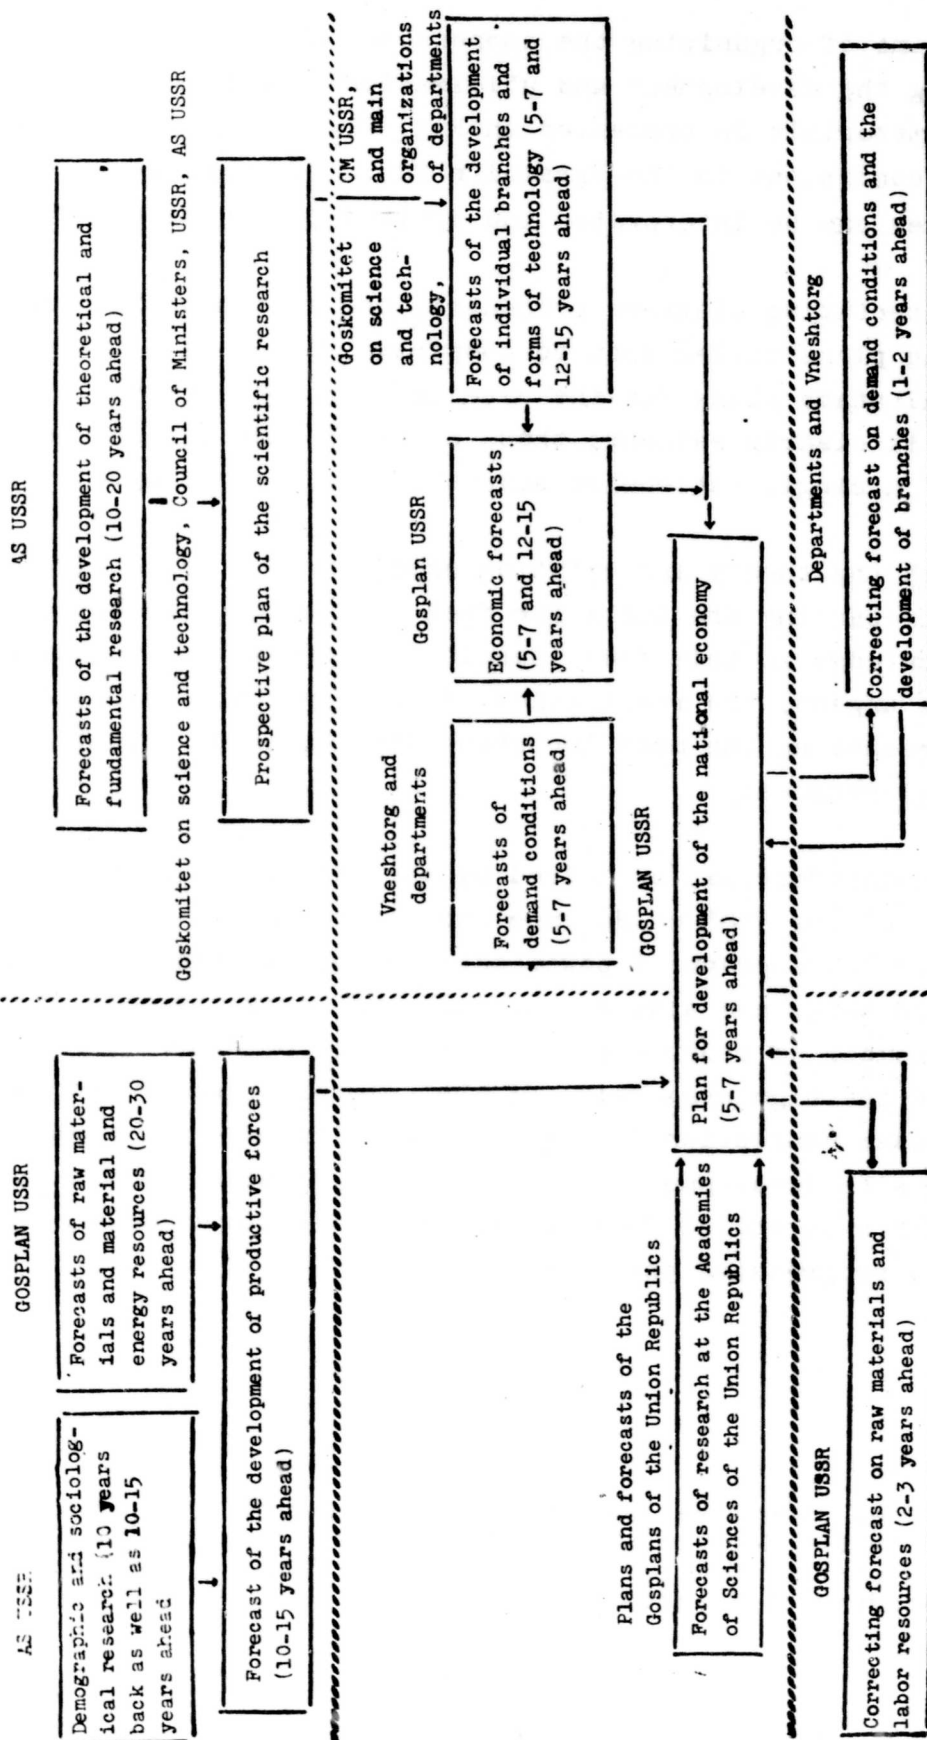 AS USSR
Demographic and sociolog-
ical research (10 years
back as well as 10-15
years ahead
GOSPLAN USSR
Forecasts of raw mater-
ials and material and
energy resources (20-30
years ahead)
Forecast of the development of productive forces
(10-15 years ahead)
AS USSR
Forecasts of the development of theoretical and
fundamental research (10-20 years ahead)
Goskomitet on science and technology, Council of Ministers, USSR, AS USSR
Prospective plan of the scientific research
Goskomitet CM USSR,
on science and main
and tech- organizations
nology, of departments
Vneshtorg and
departments
Forecasts of
demand conditions
(5-7 years ahead)
Gosplan USSR
Economic forecasts
(5-7 and 12-15
years ahead)
Forecasts of the development
of individual branches and
forms of technology (5-7 and
12-15 years ahead)
Plans and forecasts of the
Gosplans of the Union Republics
Forecasts of research at the Academies
of Sciences of the Union Republics
GOSPLAN USSR
Plan for development of the national economy
(5-7 years ahead)
GOSPLAN USSR
Correcting forecast on raw materials and
labor resources (2-3 years ahead)
Departments and Vneshtorg
Correcting forecast on demand conditions and the
development of branches (1-2 years ahead)